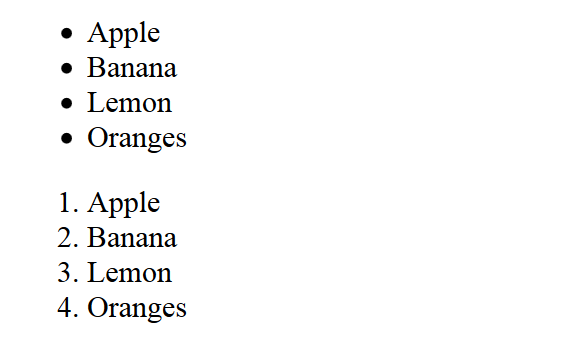 • Apple
• Banana
• Lemon
• Oranges
1. Apple
2. Banana
3. Lemon
4. Oranges